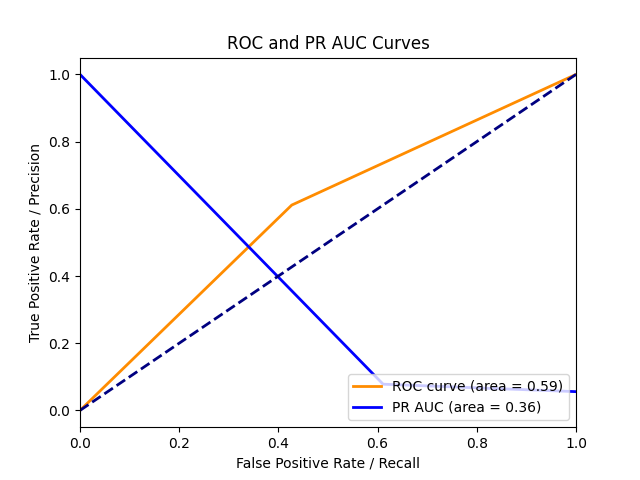 ROC and PR AUC Curves
True Positive Rate / Precision
1.0
0.8
0.6
0.4
0.2
0.0
0.0 0.2 0.4 0.6 0.8 1.0
False Positive Rate / Recall
ROC curve (area = 0.59)
PR AUC (area = 0.36)